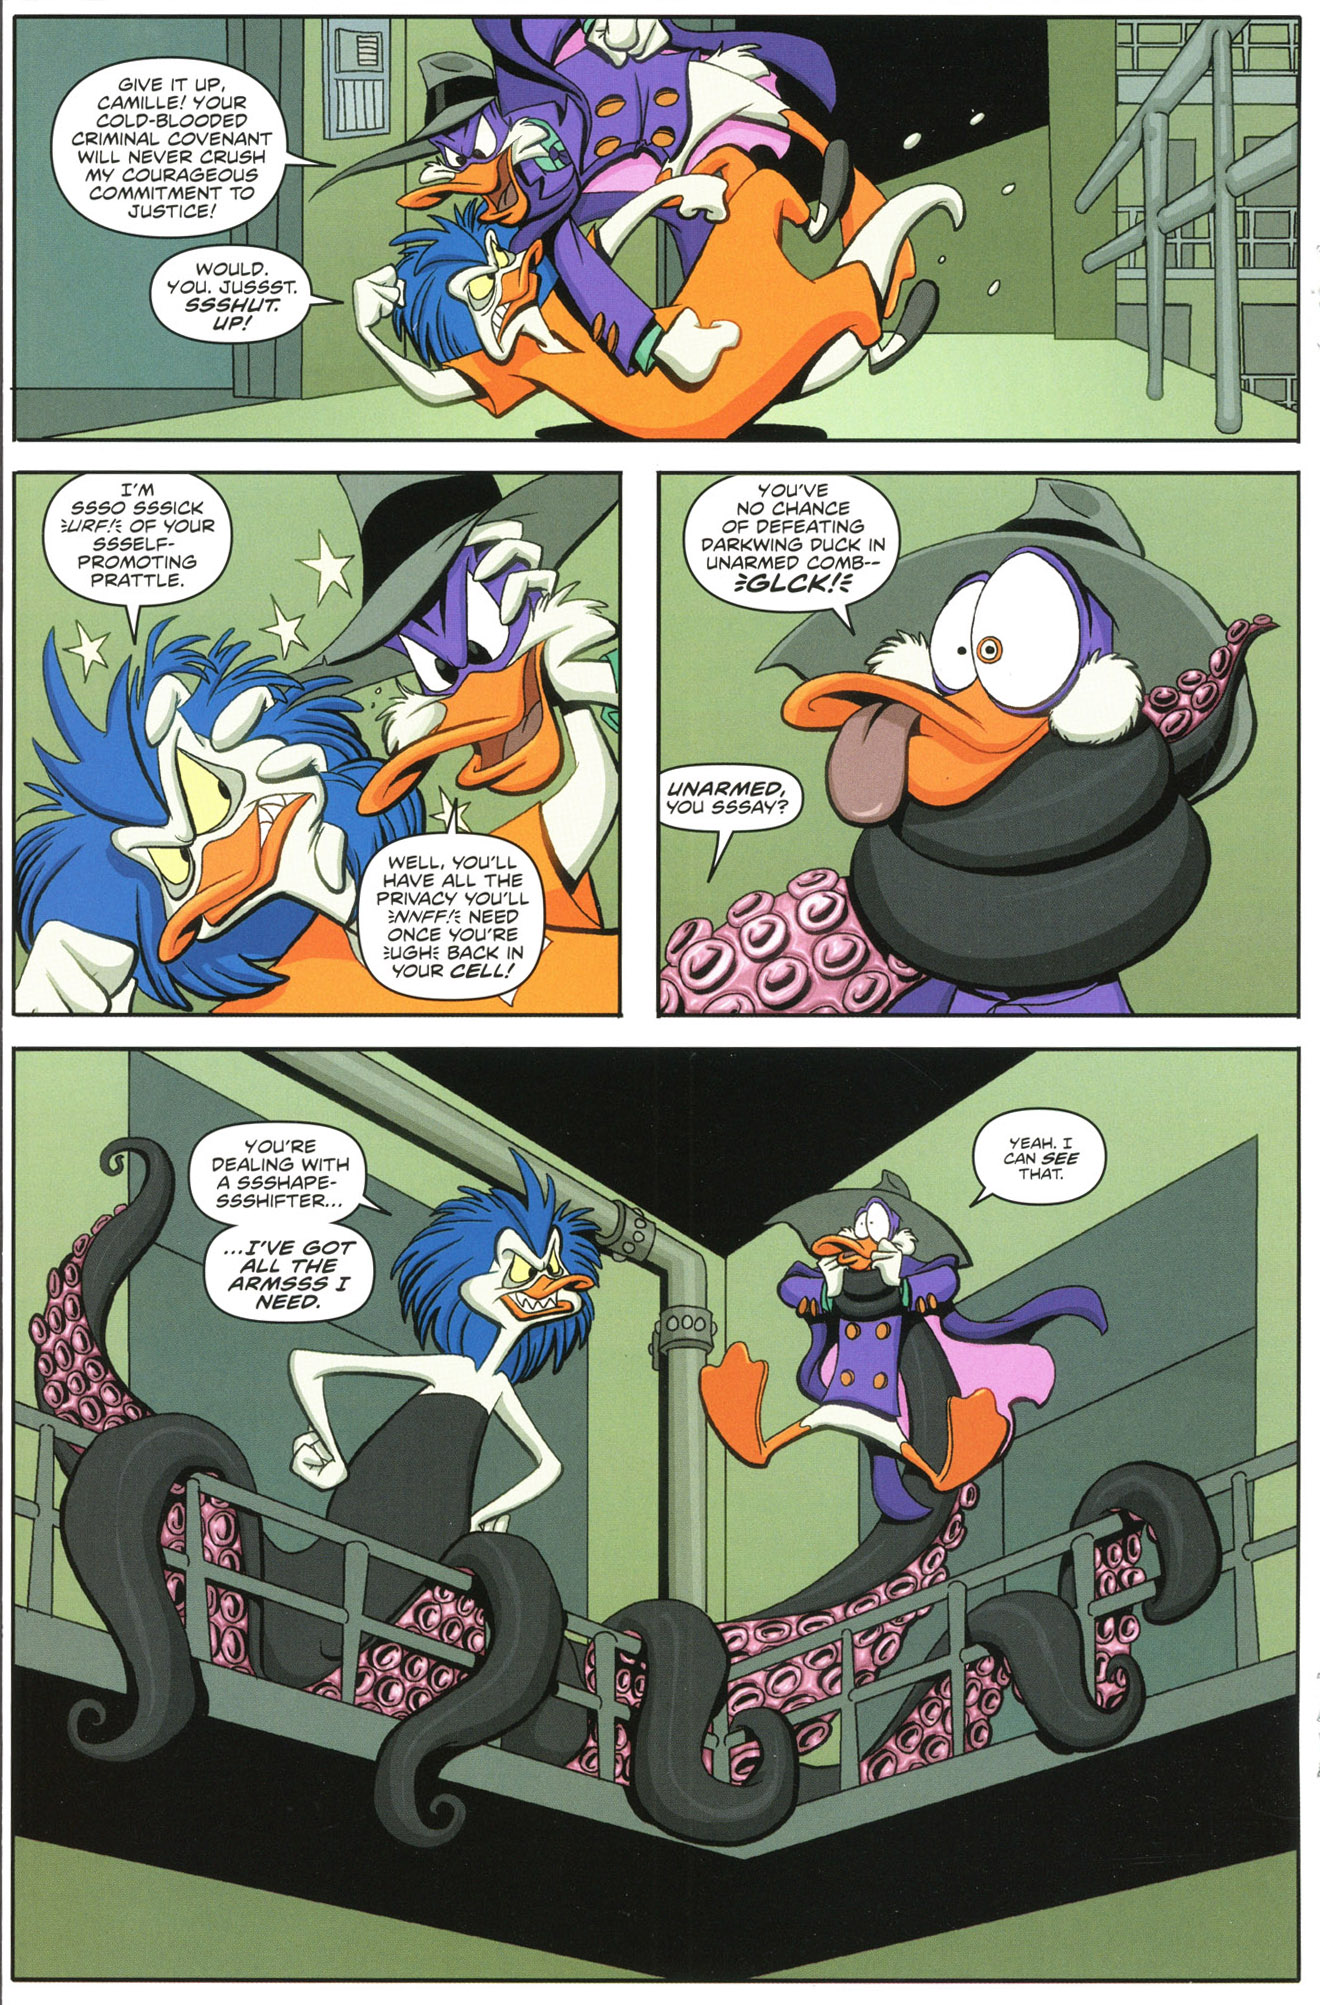 GIVE IT UP,
CAMILLE! YOUR
COLD-BLOODED
CRIMINAL COVENANT
WILL NEVER CRUSH
MY COURAGEOUS
COMMITMENT TO
JUSTICE!
WOULD.
YOU. JUSSST.
SSSHUT.
UP!
I'M
SSSO SSSICK
URF! OF YOUR
SSSELF-
PROMOTING
PRATTLE.
WELL, YOU'LL
HAVE ALL THE
PRIVACY YOU'LL
NNFF! NEED
ONCE YOU'RE
UGH BACK IN
YOUR CELL!
YOU'VE
NO CHANCE
OF DEFEATING
DARKWING DUCK IN
UNARMED COMB--
GLCK!
UNARMED,
YOU SSSAY?
YOU'RE
DEALING WITH
A SSSHAPE-
SSSHIFTER...
...I'VE GOT
ALL THE
ARMSSS I
NEED.
YEAH. I
CAN SEE
THAT.